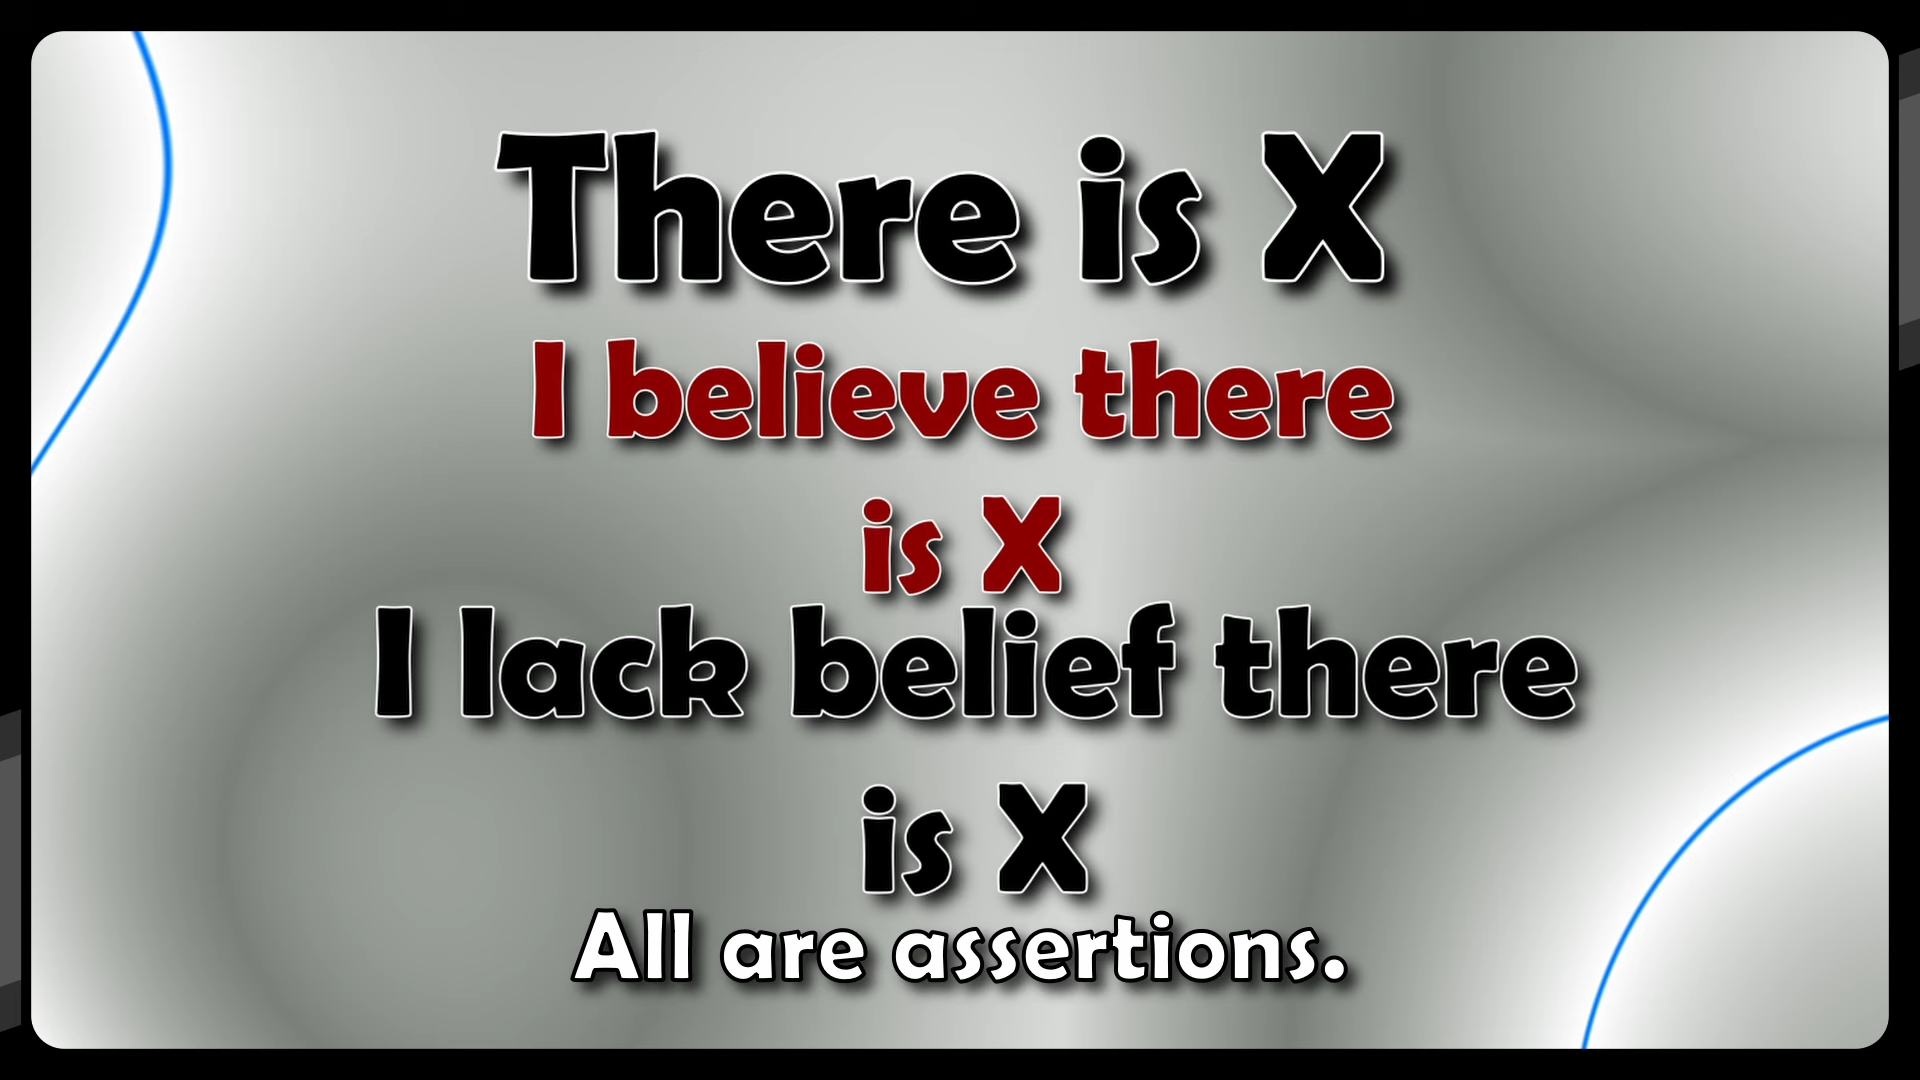 There is X
I believe there
is X
I lack belief there
is X
All are assertions.